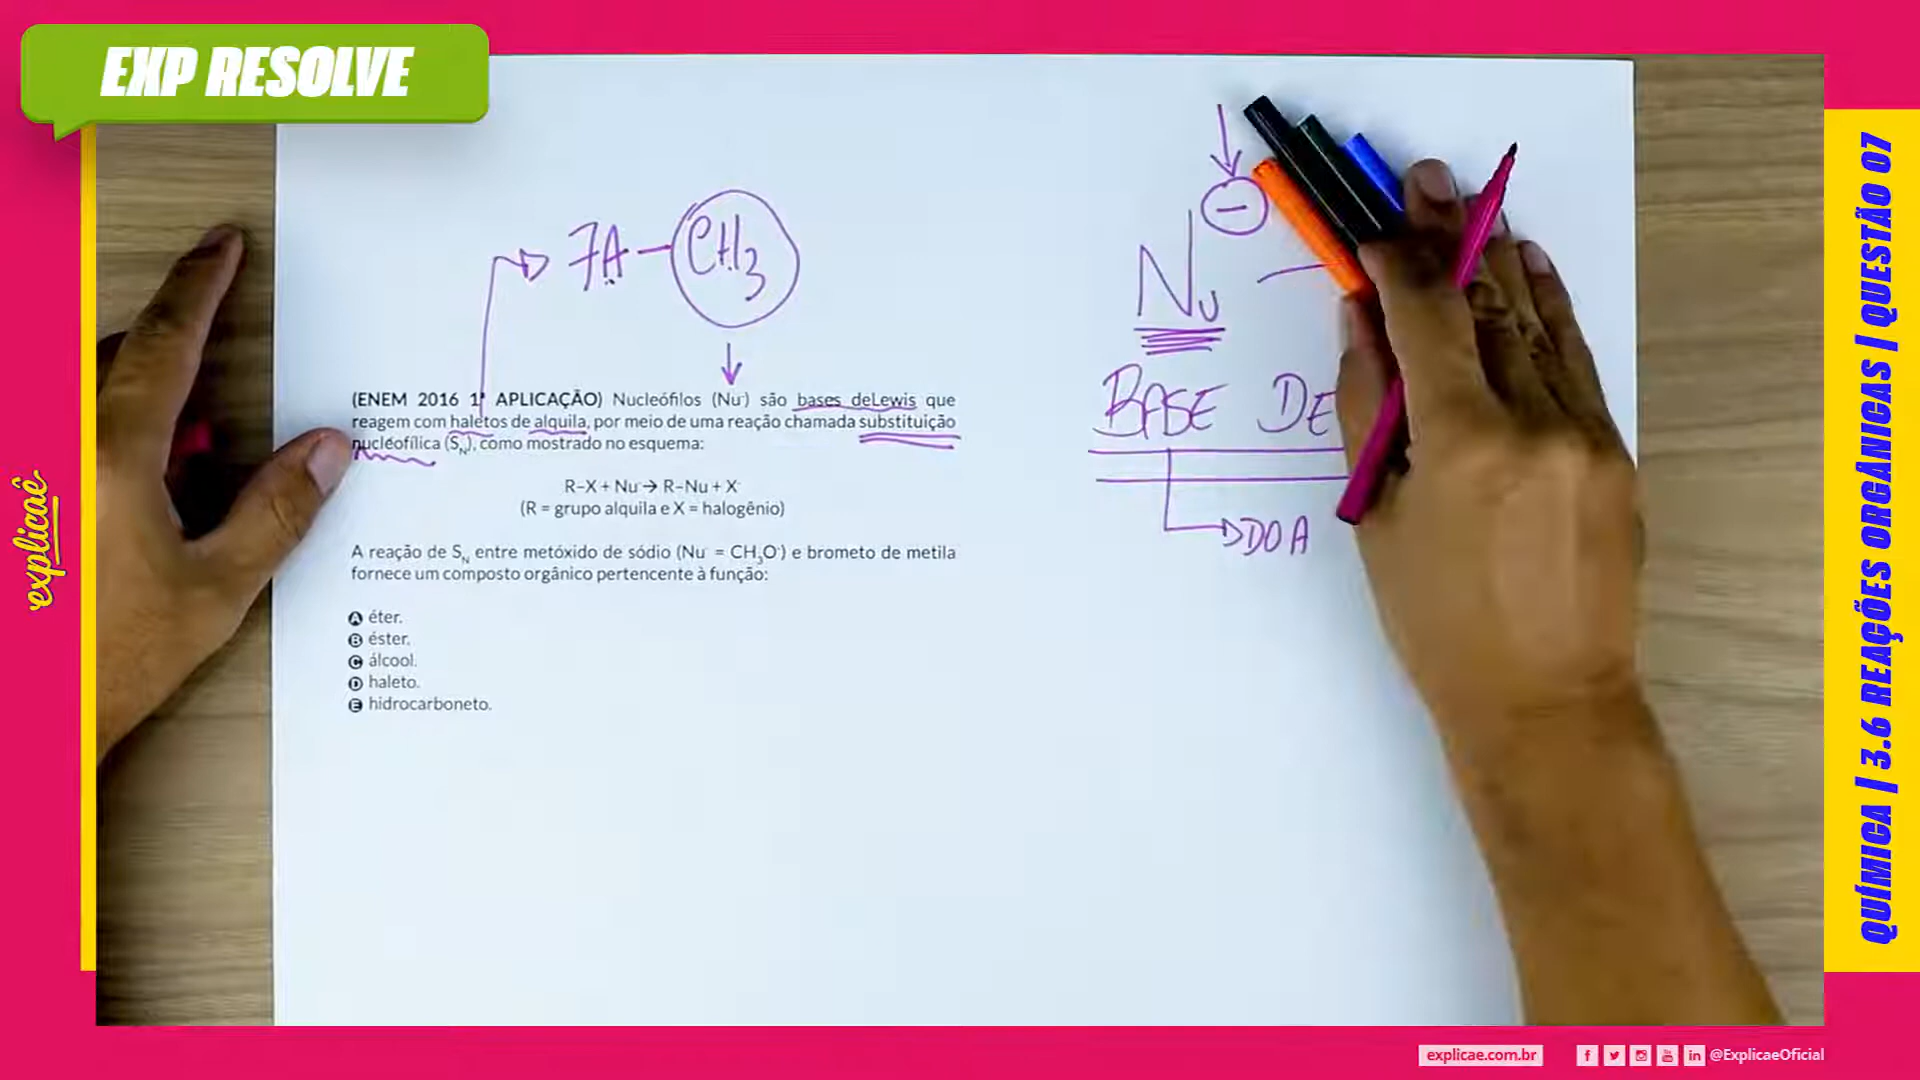 EXP RESOLVE
7A – CH3
Nu –
BASE DE
DOA
(ENEM 2016 1ª APLICAÇÃO) Nucleófilos (Nu-) são bases deLewis que
reagem com haletos de alquila, por meio de uma reação chamada substituição
nucleofílica (SN), como mostrado no esquema:
R–X + Nu-→ R–Nu + X-
(R = grupo alquila e X = halogênio)
A reação de SN entre metóxido de sódio (Nu- = CH3O-) e brometo de metila
fornece um composto orgânico pertencente à função:
A éter.
B éster.
C álcool.
D haleto.
E hidrocarboneto.
explicaê
QUÍMICA | 3.6 REAÇÕES ORGÂNICAS | QUESTÃO 07
explicae.com.br
@ExplicaeOficial